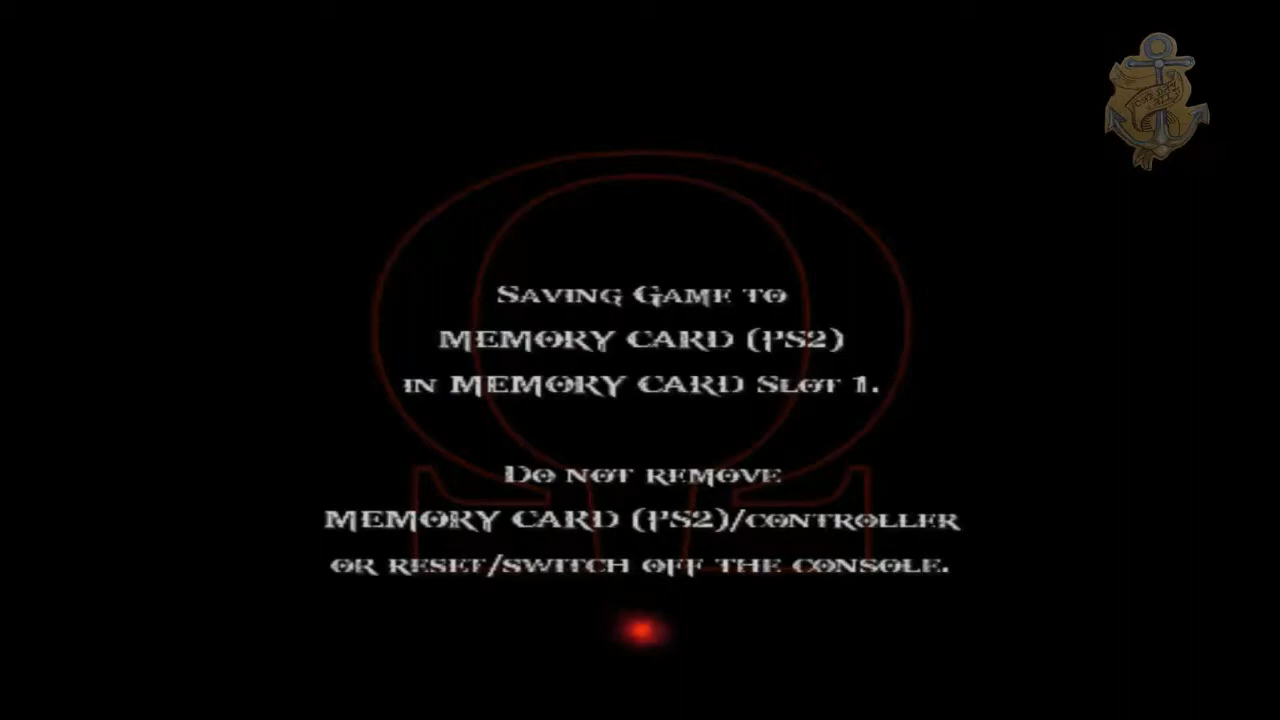 Saving Game to
MEMORY CARD (PS2)
in MEMORY CARD Slot 1.
Do not remove
MEMORY CARD (PS2)/controller
or reset/switch off the console.